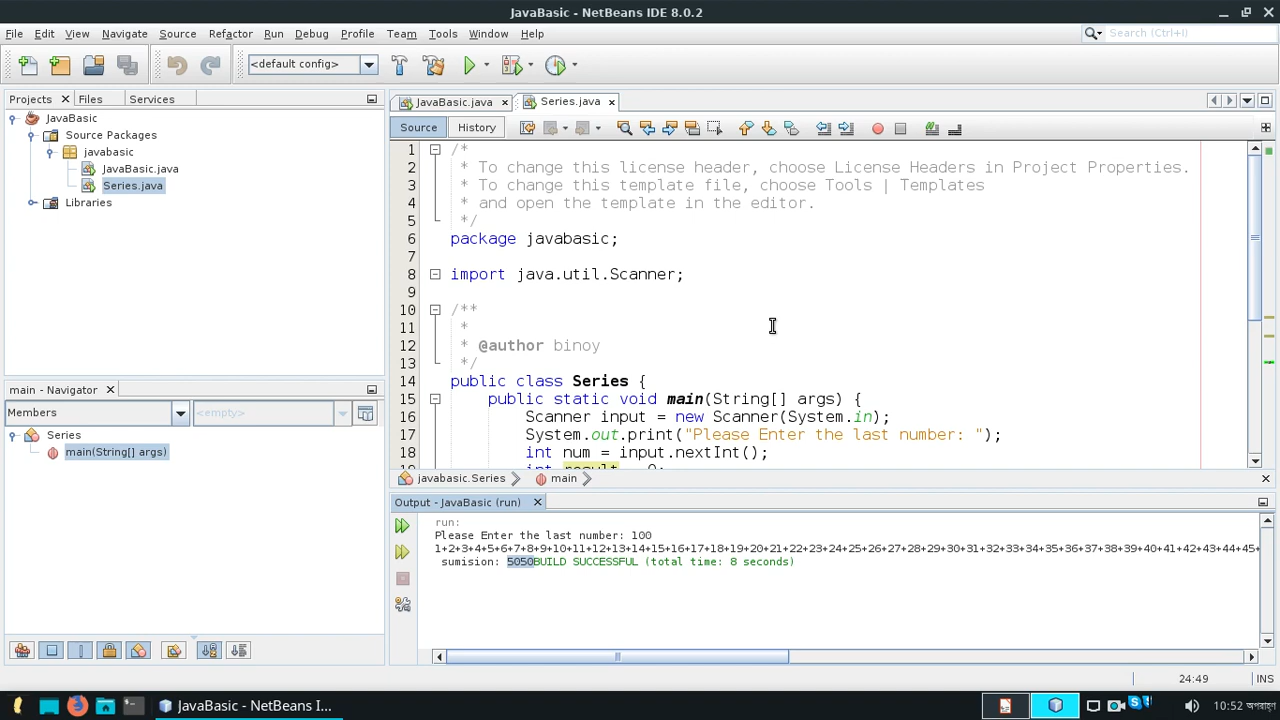 JavaBasic - NetBeans IDE 8.0.2
File Edit View Navigate Source Refactor Run Debug Profile Team Tools Window Help
Search (Ctrl+I)
<default config>
Projects Files Services
JavaBasic
Source Packages
javabasic
JavaBasic.java
Series.java
Libraries
main - Navigator
Members
<empty>
Series
main(String[] args)
JavaBasic.java Series.java
Source History
1 /*
2 * To change this license header, choose License Headers in Project Properties.
3 * To change this template file, choose Tools | Templates
4 * and open the template in the editor.
5 */
6 package javabasic;
7
8 import java.util.Scanner;
9
10 /**
11 *
12 * @author binoy
13 */
14 public class Series {
15 public static void main(String[] args) {
16 Scanner input = new Scanner(System.in);
17 System.out.print("Please Enter the last number: ");
18 int num = input.nextInt();
19 int result = 0;
javabasic.Series main
Output - JavaBasic (run)
run:
Please Enter the last number: 100
1+2+3+4+5+6+7+8+9+10+11+12+13+14+15+16+17+18+19+20+21+22+23+24+25+26+27+28+29+30+31+32+33+34+35+36+37+38+39+40+41+42+43+44+45+
sumision: 5050BUILD SUCCESSFUL (total time: 8 seconds)
24:49 INS
JavaBasic - NetBeans I...
10:52 অপরাহ্ণ